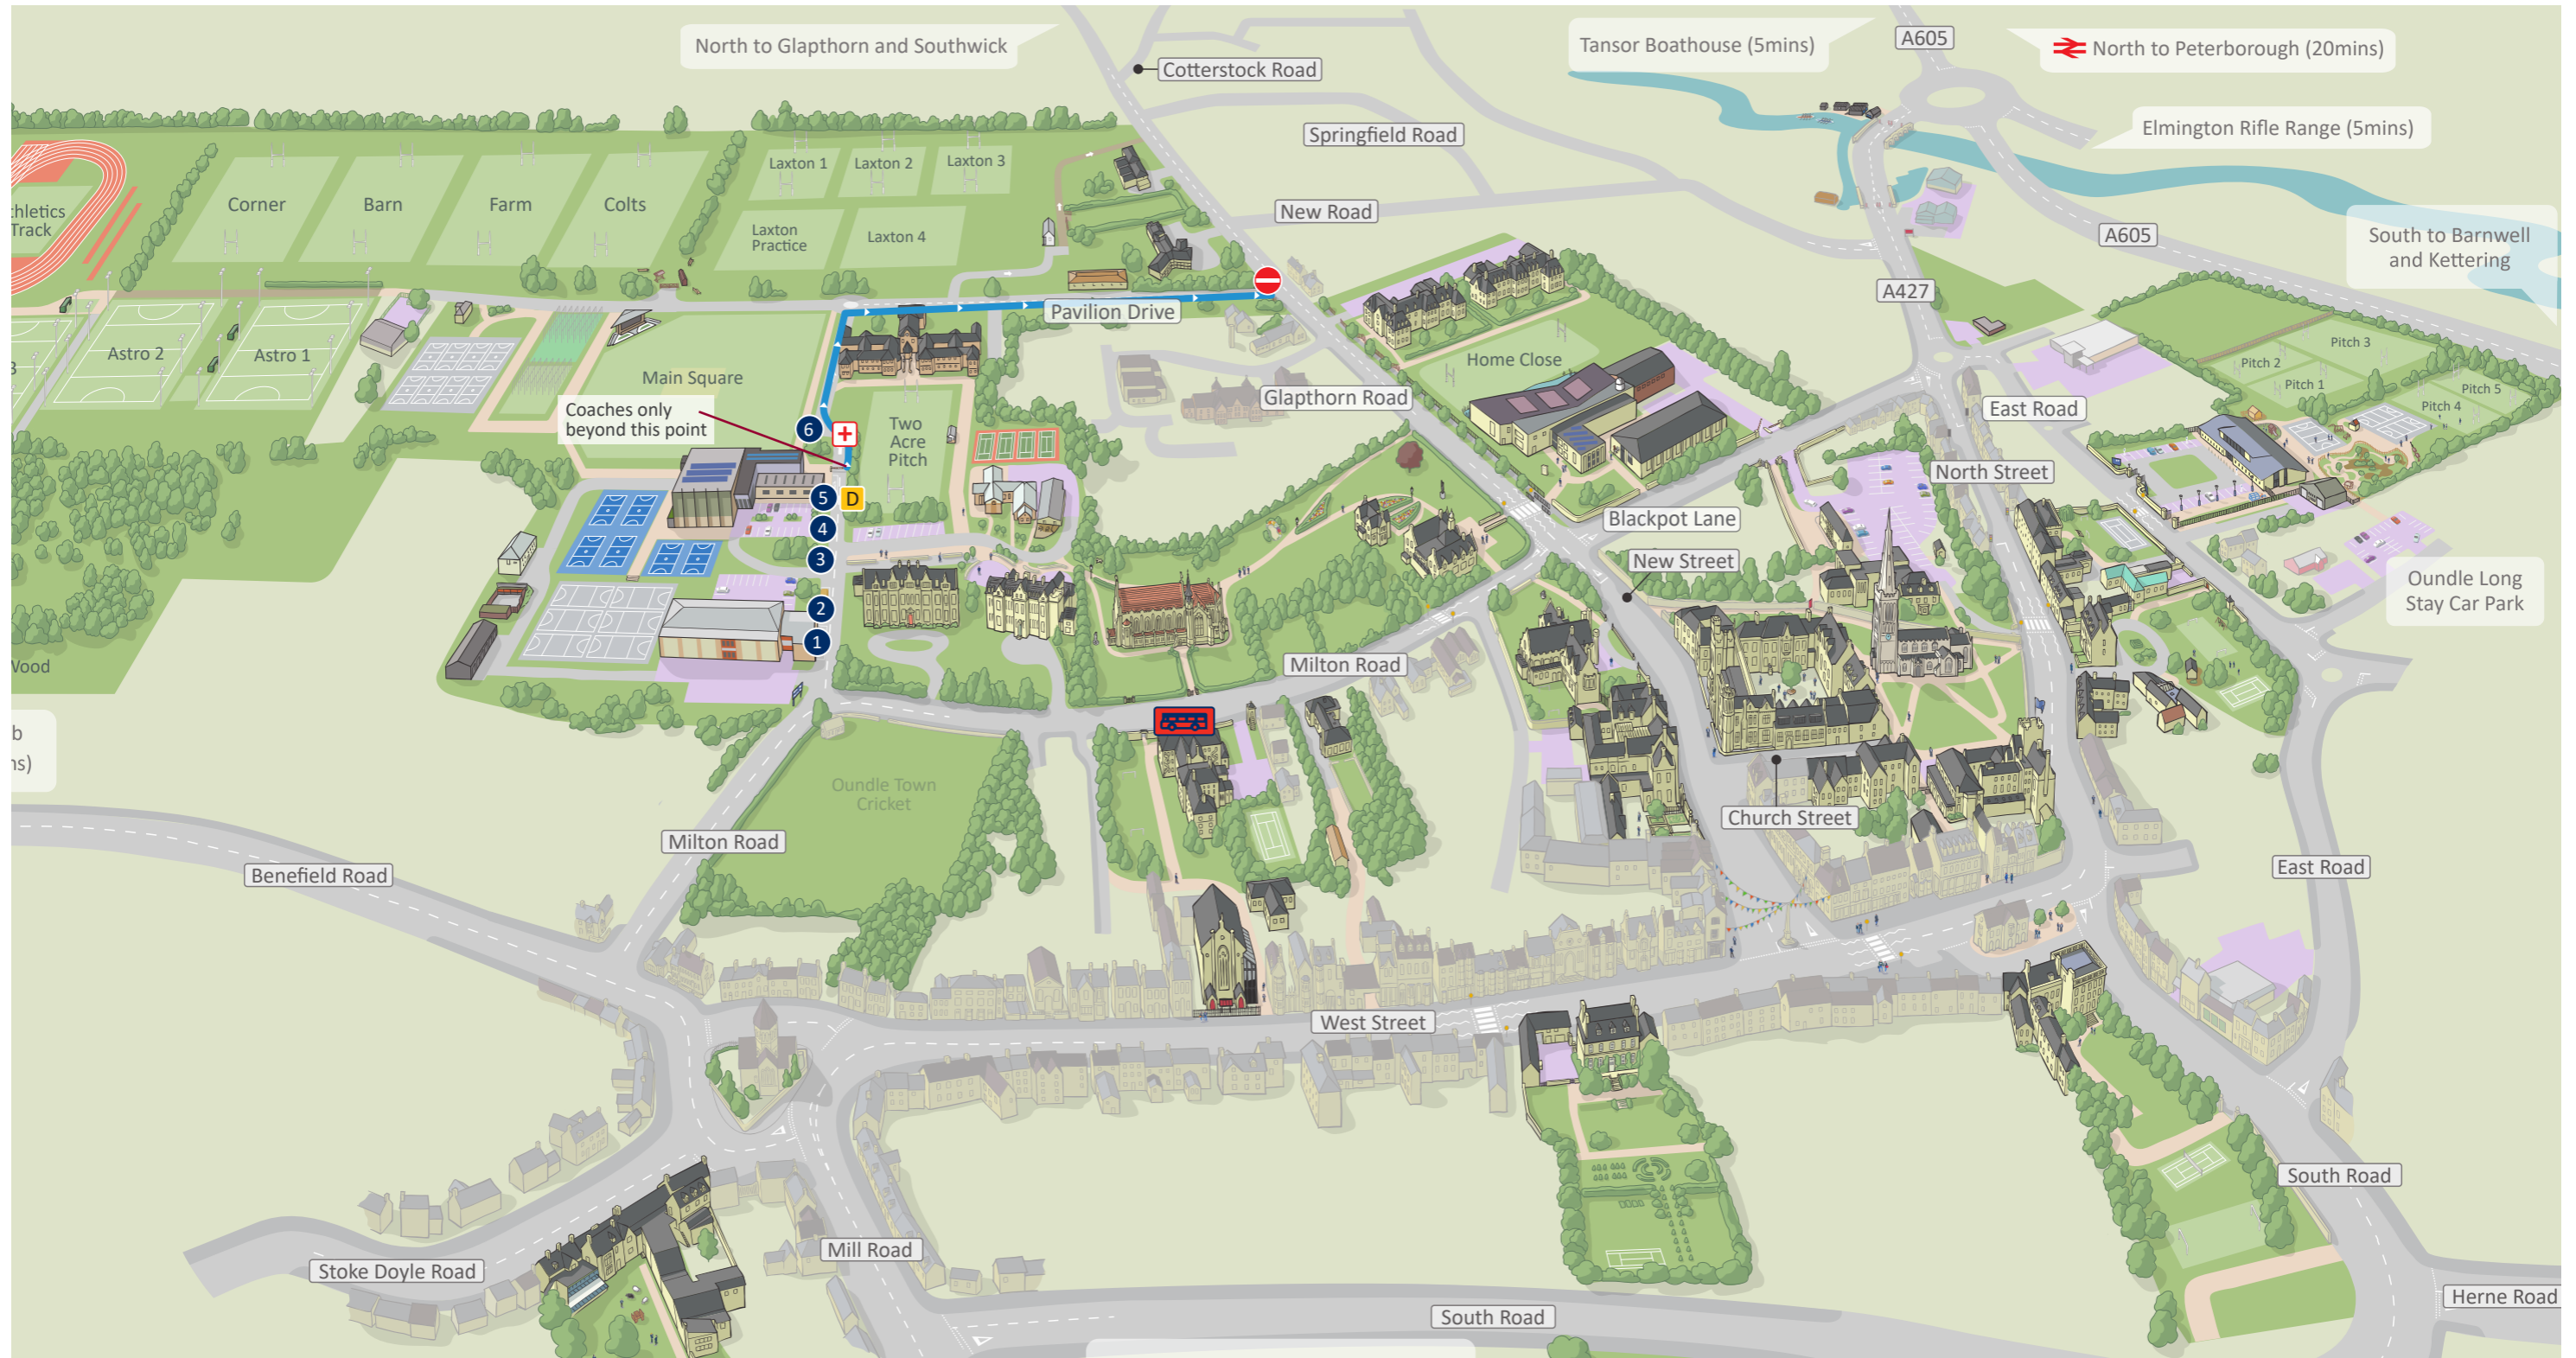 North to Glapthorn and Southwick
Tansor Boathouse (5mins)
A605
North to Peterborough (20mins)
Cotterstock Road
Springfield Road
Elmington Rifle Range (5mins)
Laxton 1
Laxton 2
Laxton 3
Corner
Barn
Farm
Colts
thletics
Track
New Road
Laxton
Practice
Laxton 4
A605
South to Barnwell
and Kettering
A427
Pavilion Drive
3
Astro 2
Astro 1
Main Square
Home Close
Pitch 3
Pitch 2
Pitch 1
Pitch 5
Pitch 4
Glapthorn Road
East Road
Coaches only
beyond this point
6
Two
Acre
Pitch
North Street
5
D
4
3
Blackpot Lane
New Street
Oundle Long
Stay Car Park
2
1
Wood
Milton Road
b
ns)
Oundle Town
Cricket
Church Street
Milton Road
Benefield Road
East Road
West Street
South Road
Mill Road
Stoke Doyle Road
Herne Road
South Road